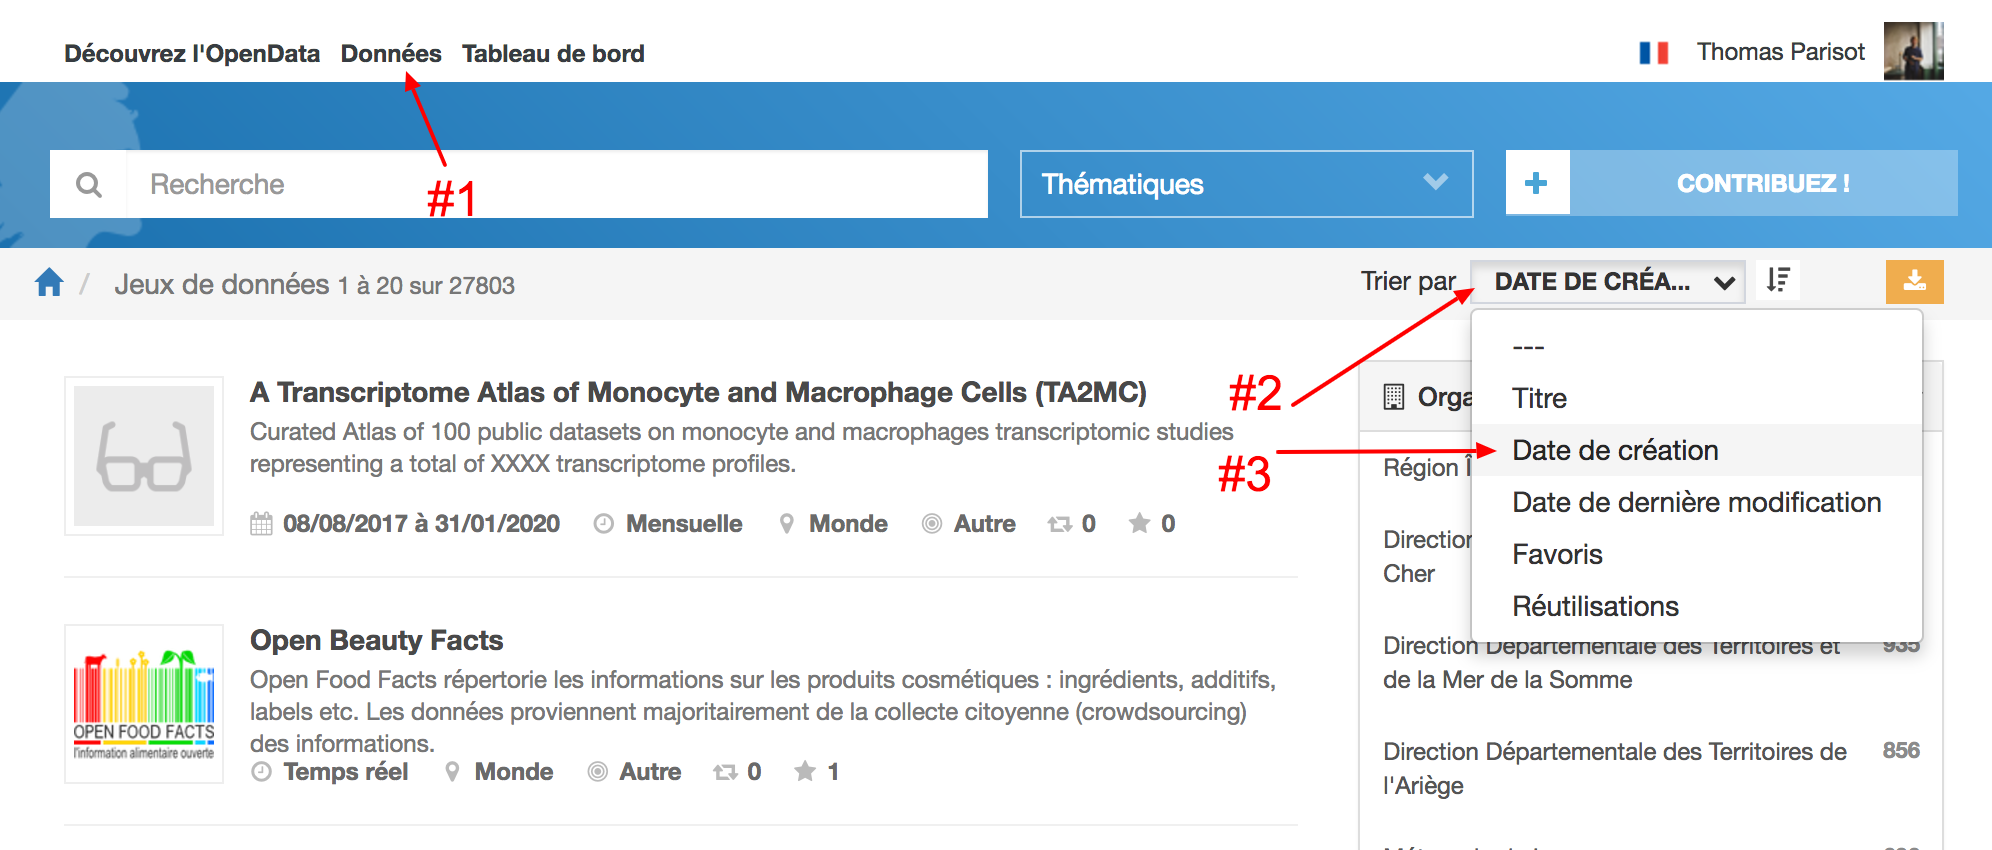 Découvrez l'OpenData Données Tableau de bord
Thomas Parisot
Recherche
#1
Thématiques
CONTRIBUEZ !
/ Jeux de données 1 à 20 sur 27803
Trier par DATE DE CRÉA...
---
Titre
Date de création
Date de dernière modification
Favoris
Réutilisations
#2
#3
A Transcriptome Atlas of Monocyte and Macrophage Cells (TA2MC)
Curated Atlas of 100 public datasets on monocyte and macrophages transcriptomic studies
representing a total of XXXX transcriptome profiles.
08/08/2017 à 31/01/2020 Mensuelle Monde Autre 0 0
OPEN FOOD FACTS
l'information alimentaire ouverte
Open Beauty Facts
Open Food Facts répertorie les informations sur les produits cosmétiques : ingrédients, additifs,
labels etc. Les données proviennent majoritairement de la collecte citoyenne (crowdsourcing)
des informations.
Temps réel Monde Autre 0 1
Orga
Région Î
Direction
Cher
Direction Départementale des Territoires et 935
de la Mer de la Somme
Direction Départementale des Territoires de 856
l'Ariège